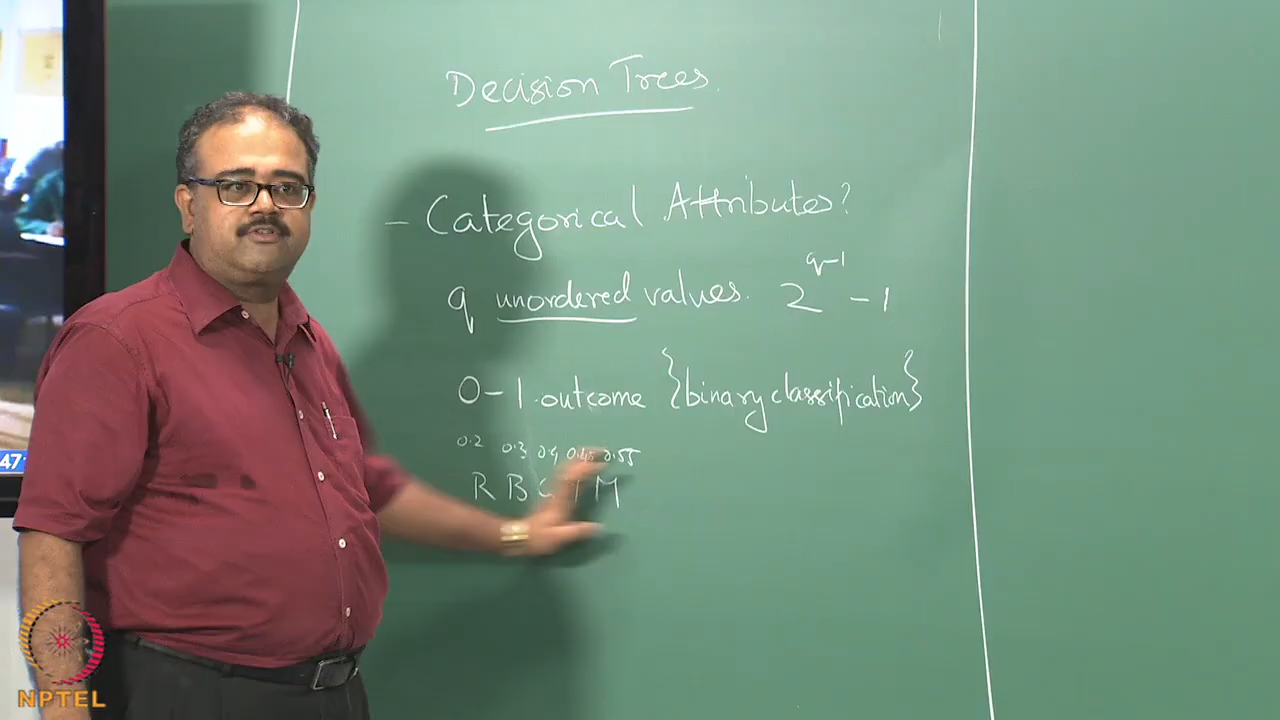 Decision Trees.
- Categorical Attributes?
q unordered values. 2^{q-1} - 1
0-1 outcome {binary classification}
0.2 0.3 0.4 0.45 0.55
R B M
47
NPTEL